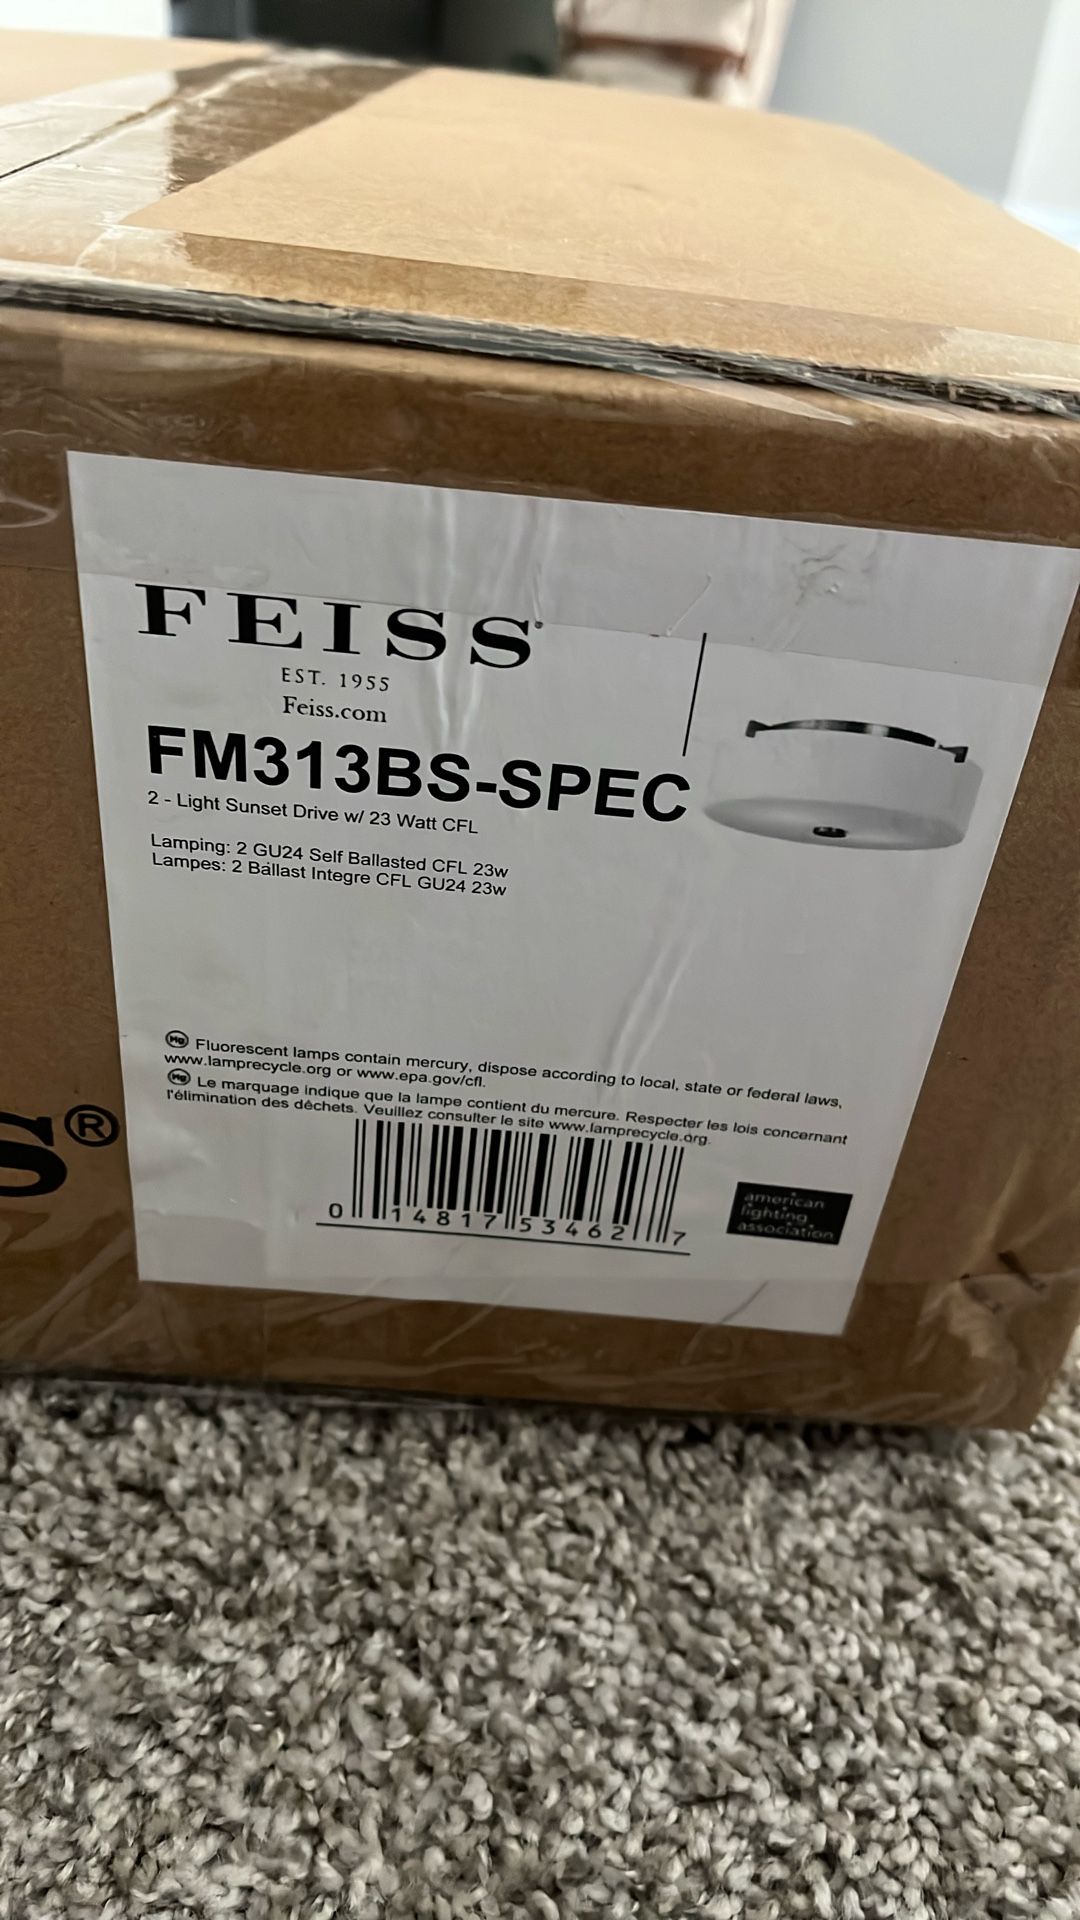 FEISS
EST. 1955
Feiss.com
FM313BS-SPEC
2 - Light Sunset Drive w/ 23 Watt CFL
Lamping: 2 GU24 Self Ballasted CFL 23w
Lampes: 2 Ballast Integre CFL GU24 23w
Hg Fluorescent lamps contain mercury, dispose according to local, state or federal laws,
www.lamprecycle.org or www.epa.gov/cfl.
Hg Le marquage indique que la lampe contient du mercure. Respecter les lois concernant
l'élimination des déchets. Veuillez consulter le site www.lamprecycle.org.
0 14817 53462 7
american
lighting
association
S®